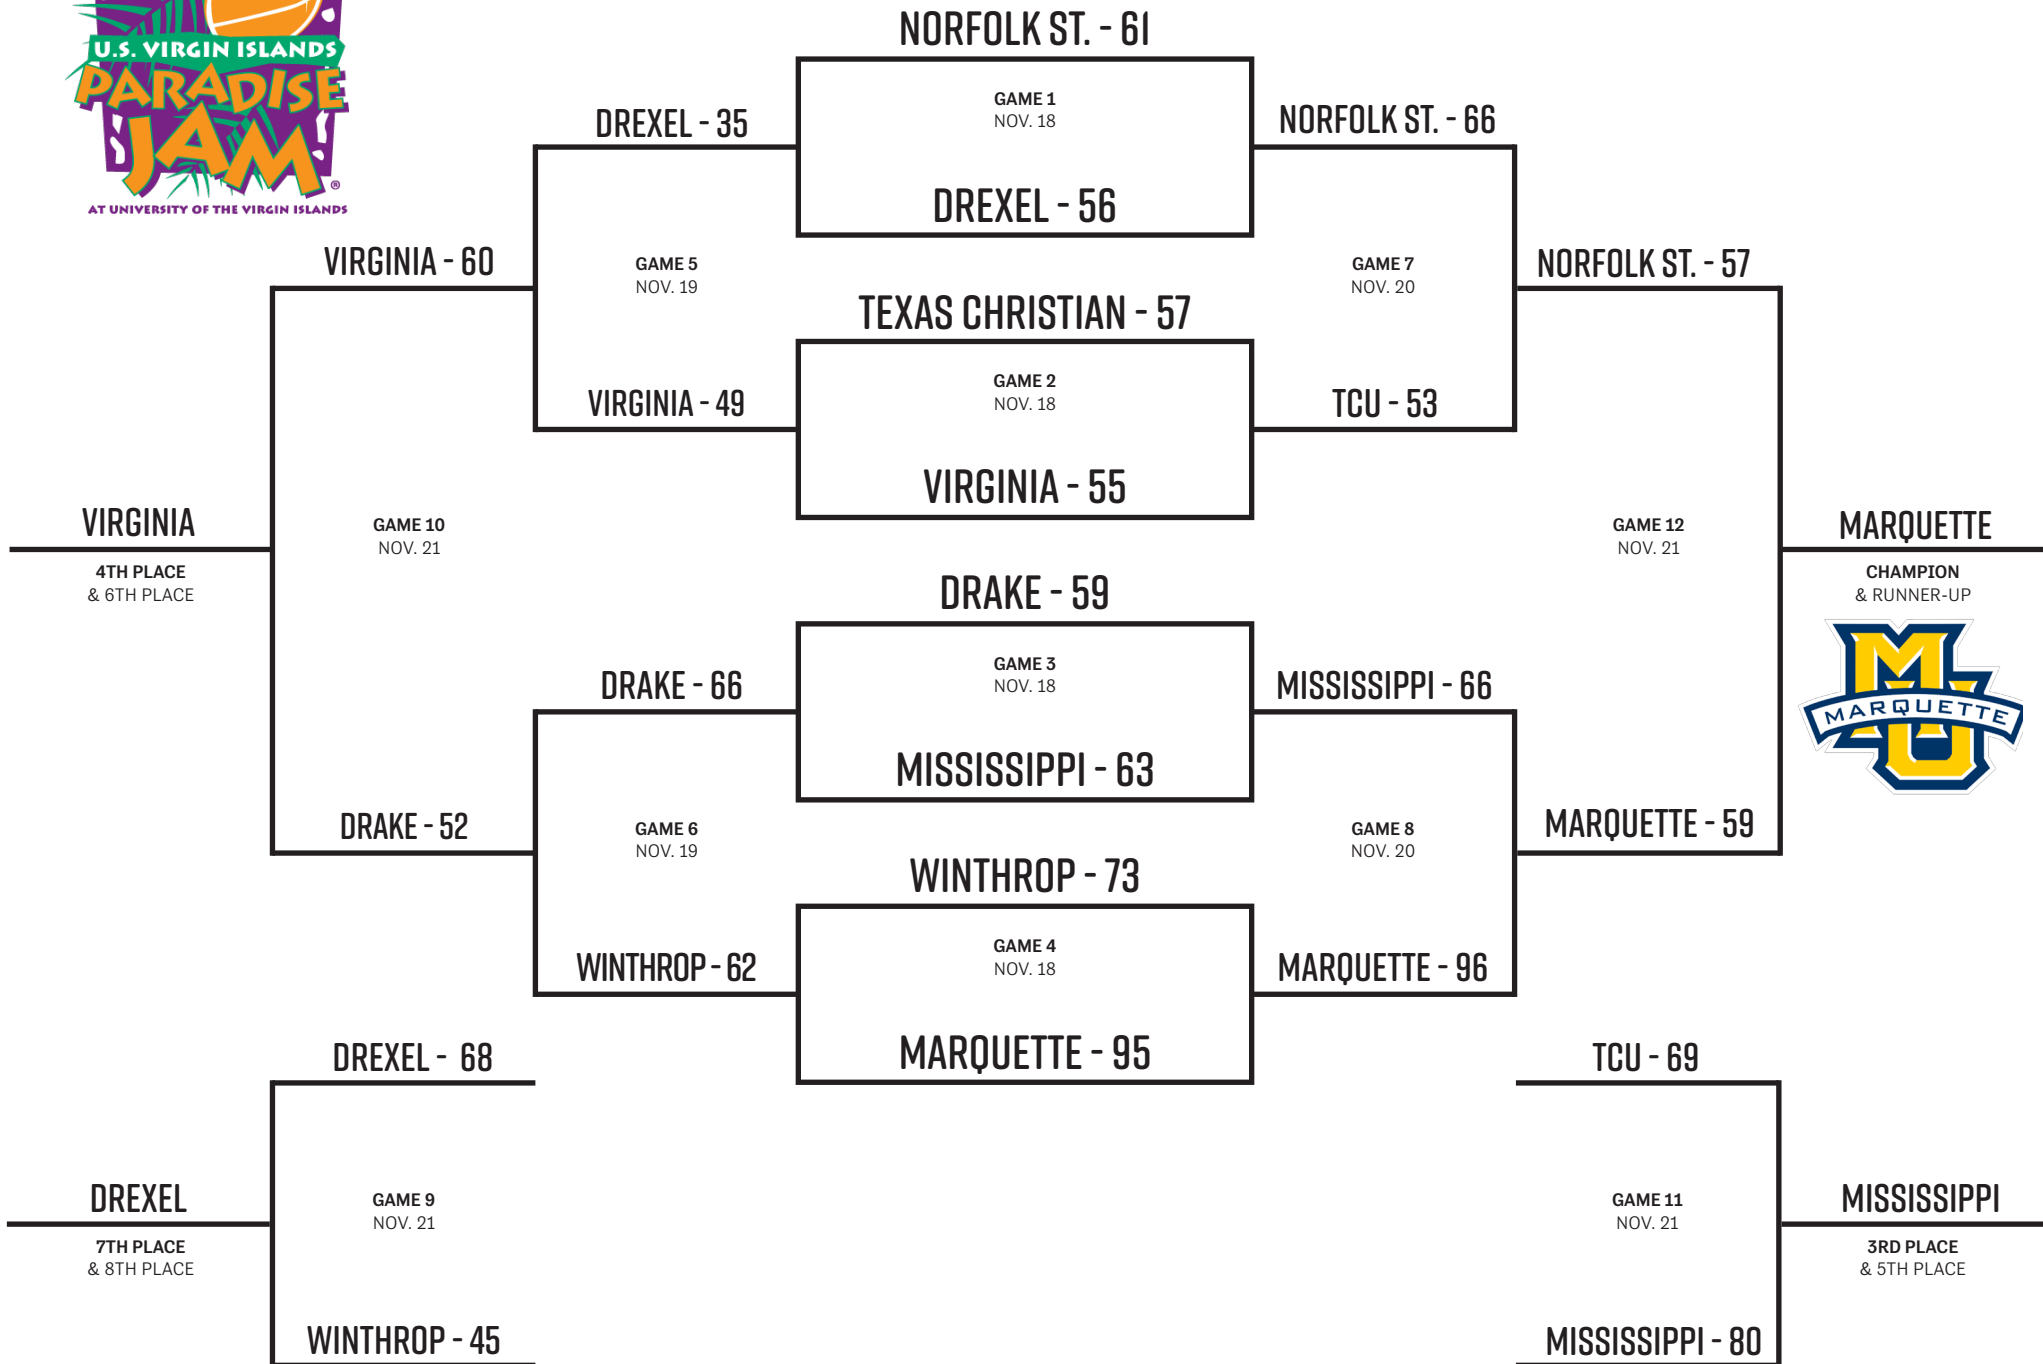 U.S. VIRGIN ISLANDS
PARADISE
JAM
®
AT UNIVERSITY OF THE VIRGIN ISLANDS
NORFOLK ST. - 61
GAME 1
NOV. 18
DREXEL - 56
TEXAS CHRISTIAN - 57
GAME 2
NOV. 18
VIRGINIA - 55
DRAKE - 59
GAME 3
NOV. 18
MISSISSIPPI - 63
WINTHROP - 73
GAME 4
NOV. 18
MARQUETTE - 95
DREXEL - 35
GAME 5
NOV. 19
VIRGINIA - 49
DRAKE - 66
GAME 6
NOV. 19
WINTHROP - 62
NORFOLK ST. - 66
GAME 7
NOV. 20
TCU - 53
MISSISSIPPI - 66
GAME 8
NOV. 20
MARQUETTE - 96
VIRGINIA - 60
GAME 10
NOV. 21
DRAKE - 52
VIRGINIA
4TH PLACE
& 6TH PLACE
NORFOLK ST. - 57
GAME 12
NOV. 21
MARQUETTE - 59
MARQUETTE
CHAMPION
& RUNNER-UP
MU
MARQUETTE
DREXEL - 68
GAME 9
NOV. 21
WINTHROP - 45
DREXEL
7TH PLACE
& 8TH PLACE
TCU - 69
GAME 11
NOV. 21
MISSISSIPPI - 80
MISSISSIPPI
3RD PLACE
& 5TH PLACE